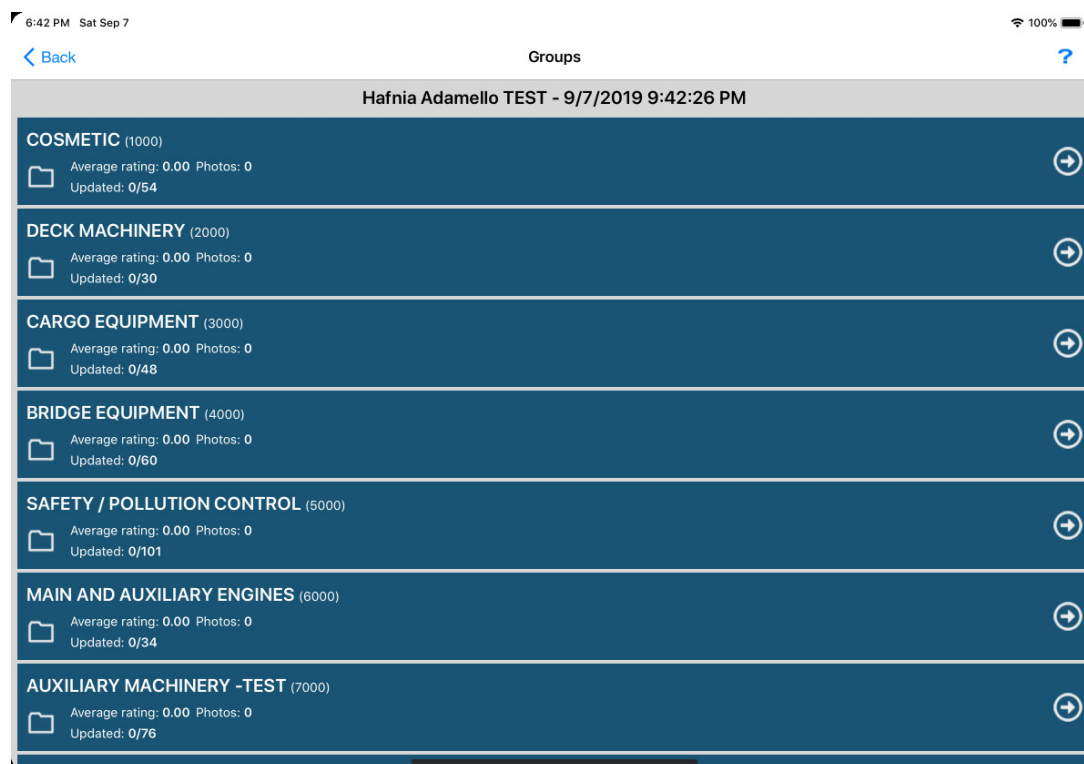 6:42 PM Sat Sep 7 100%
Back Groups ?
Hafnia Adamello TEST - 9/7/2019 9:42:26 PM
COSMETIC (1000)
Average rating: 0.00 Photos: 0
Updated: 0/54
DECK MACHINERY (2000)
Average rating: 0.00 Photos: 0
Updated: 0/30
CARGO EQUIPMENT (3000)
Average rating: 0.00 Photos: 0
Updated: 0/48
BRIDGE EQUIPMENT (4000)
Average rating: 0.00 Photos: 0
Updated: 0/60
SAFETY / POLLUTION CONTROL (5000)
Average rating: 0.00 Photos: 0
Updated: 0/101
MAIN AND AUXILIARY ENGINES (6000)
Average rating: 0.00 Photos: 0
Updated: 0/34
AUXILIARY MACHINERY -TEST (7000)
Average rating: 0.00 Photos: 0
Updated: 0/76